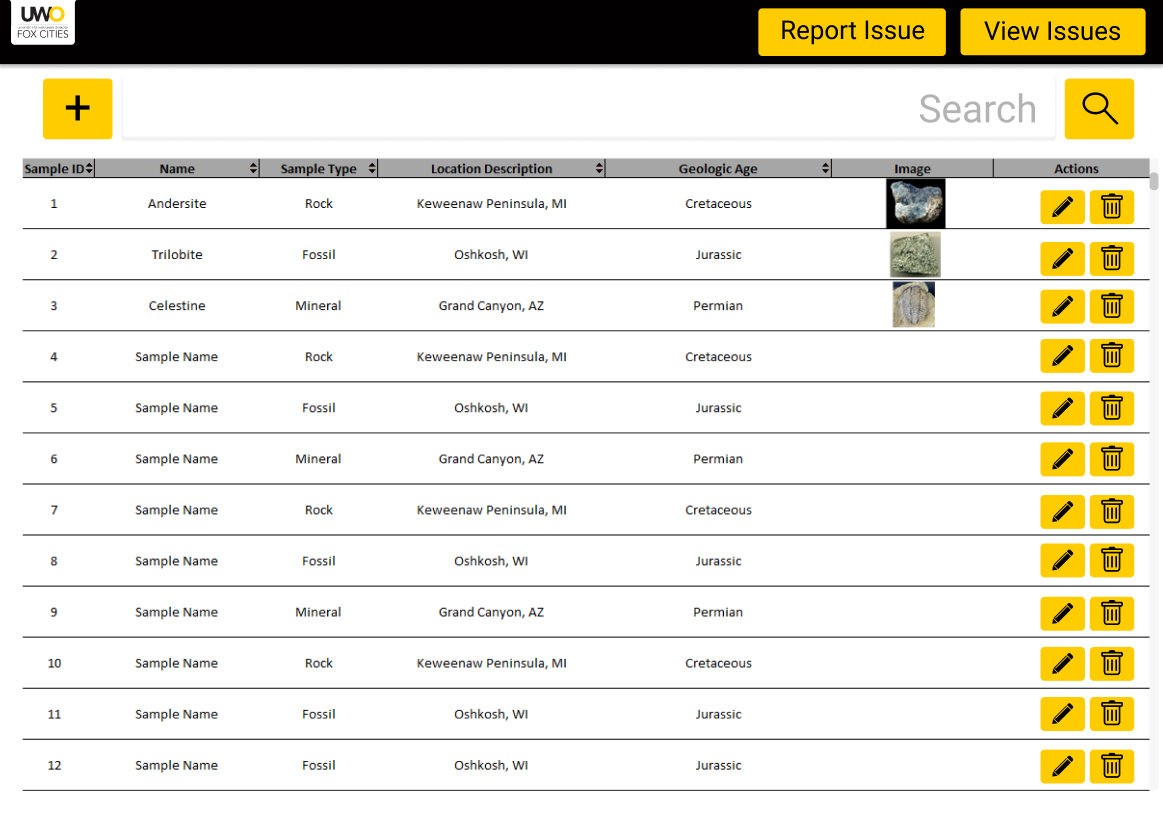 UWO
FOX CITIES
Report Issue
View Issues
+
Search
Sample ID Name Sample Type Location Description Geologic Age Image Actions
1 Andersite Rock Keweenaw Peninsula, MI Cretaceous
2 Trilobite Fossil Oshkosh, WI Jurassic
3 Celestine Mineral Grand Canyon, AZ Permian
4 Sample Name Rock Keweenaw Peninsula, MI Cretaceous
5 Sample Name Fossil Oshkosh, WI Jurassic
6 Sample Name Mineral Grand Canyon, AZ Permian
7 Sample Name Rock Keweenaw Peninsula, MI Cretaceous
8 Sample Name Fossil Oshkosh, WI Jurassic
9 Sample Name Mineral Grand Canyon, AZ Permian
10 Sample Name Rock Keweenaw Peninsula, MI Cretaceous
11 Sample Name Fossil Oshkosh, WI Jurassic
12 Sample Name Fossil Oshkosh, WI Jurassic